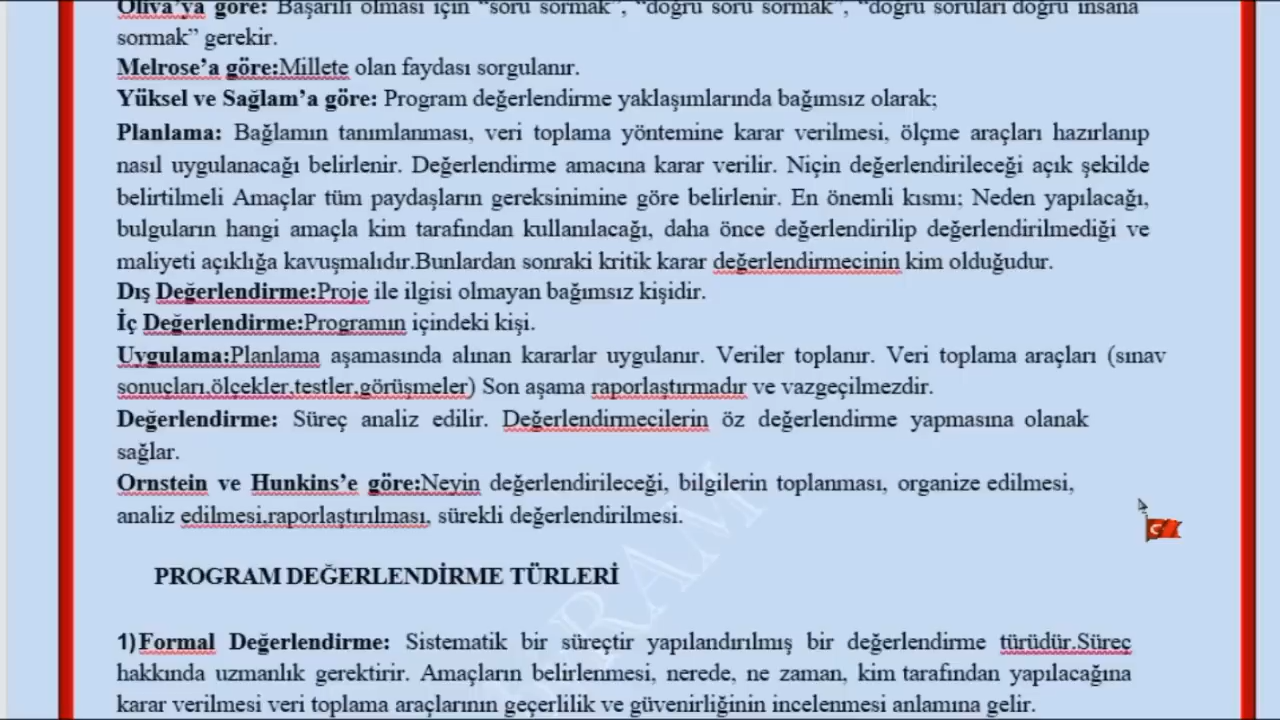 Oliva'ya göre: Başarılı olması için "soru sormak", "doğru soru sormak", "doğru soruları doğru insana
sormak" gerekir.
Melrose'a göre:Millete olan faydası sorgulanır.
Yüksel ve Sağlam'a göre: Program değerlendirme yaklaşımlarında bağımsız olarak;
Planlama: Bağlamın tanımlanması, veri toplama yöntemine karar verilmesi, ölçme araçları hazırlanıp
nasıl uygulanacağı belirlenir. Değerlendirme amacına karar verilir. Niçin değerlendirileceği açık şekilde
belirtilmeli Amaçlar tüm paydaşların gereksinimine göre belirlenir. En önemli kısmı; Neden yapılacağı,
bulguların hangi amaçla kim tarafından kullanılacağı, daha önce değerlendirilip değerlendirilmediği ve
maliyeti açıklığa kavuşmalıdır.Bunlardan sonraki kritik karar değerlendirmecinin kim olduğudur.
Dış Değerlendirme:Proje ile ilgisi olmayan bağımsız kişidir.
İç Değerlendirme:Programın içindeki kişi.
Uygulama:Planlama aşamasında alınan kararlar uygulanır. Veriler toplanır. Veri toplama araçları (sınav
sonuçları,ölçekler,testler,görüşmeler) Son aşama raporlaştırmadır ve vazgeçilmezdir.
Değerlendirme: Süreç analiz edilir. Değerlendirmecilerin öz değerlendirme yapmasına olanak
sağlar.
Ornstein ve Hunkins'e göre:Neyin değerlendirileceği, bilgilerin toplanması, organize edilmesi,
analiz edilmesi,raporlaştırılması, sürekli değerlendirilmesi.
PROGRAM DEĞERLENDİRME TÜRLERİ
1)Formal Değerlendirme: Sistematik bir süreçtir yapılandırılmış bir değerlendirme türüdür.Süreç
hakkında uzmanlık gerektirir. Amaçların belirlenmesi, nerede, ne zaman, kim tarafından yapılacağına
karar verilmesi veri toplama araçlarının geçerlilik ve güvenirliğinin incelenmesi anlamına gelir.